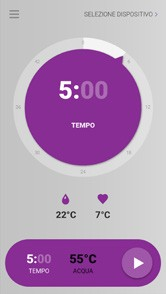 SELEZIONE DISPOSITIVO >
5:00
TEMPO
22°C 7°C
5:00 55°C
TEMPO ACQUA